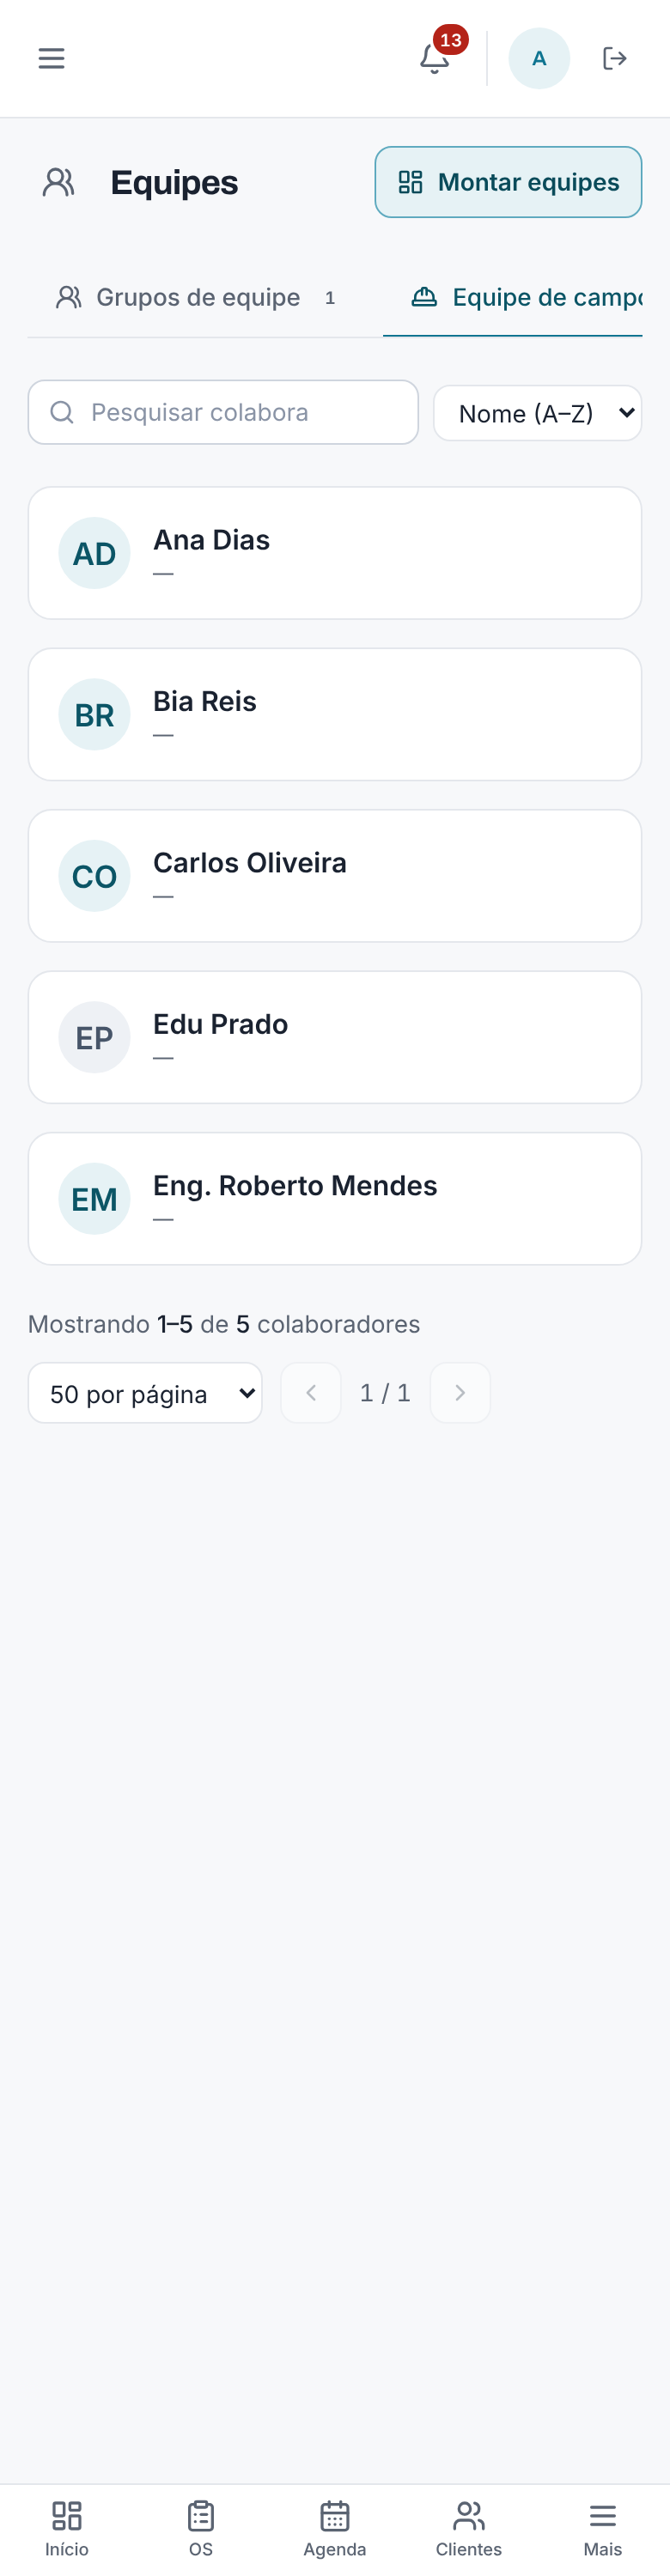 13
A
Equipes
Montar equipes
Grupos de equipe 1
Equipe de campo
Pesquisar colabora
Nome (A–Z)
AD
Ana Dias
—
BR
Bia Reis
—
CO
Carlos Oliveira
—
EP
Edu Prado
—
EM
Eng. Roberto Mendes
—
Mostrando 1–5 de 5 colaboradores
50 por página
1 / 1
Início
OS
Agenda
Clientes
Mais